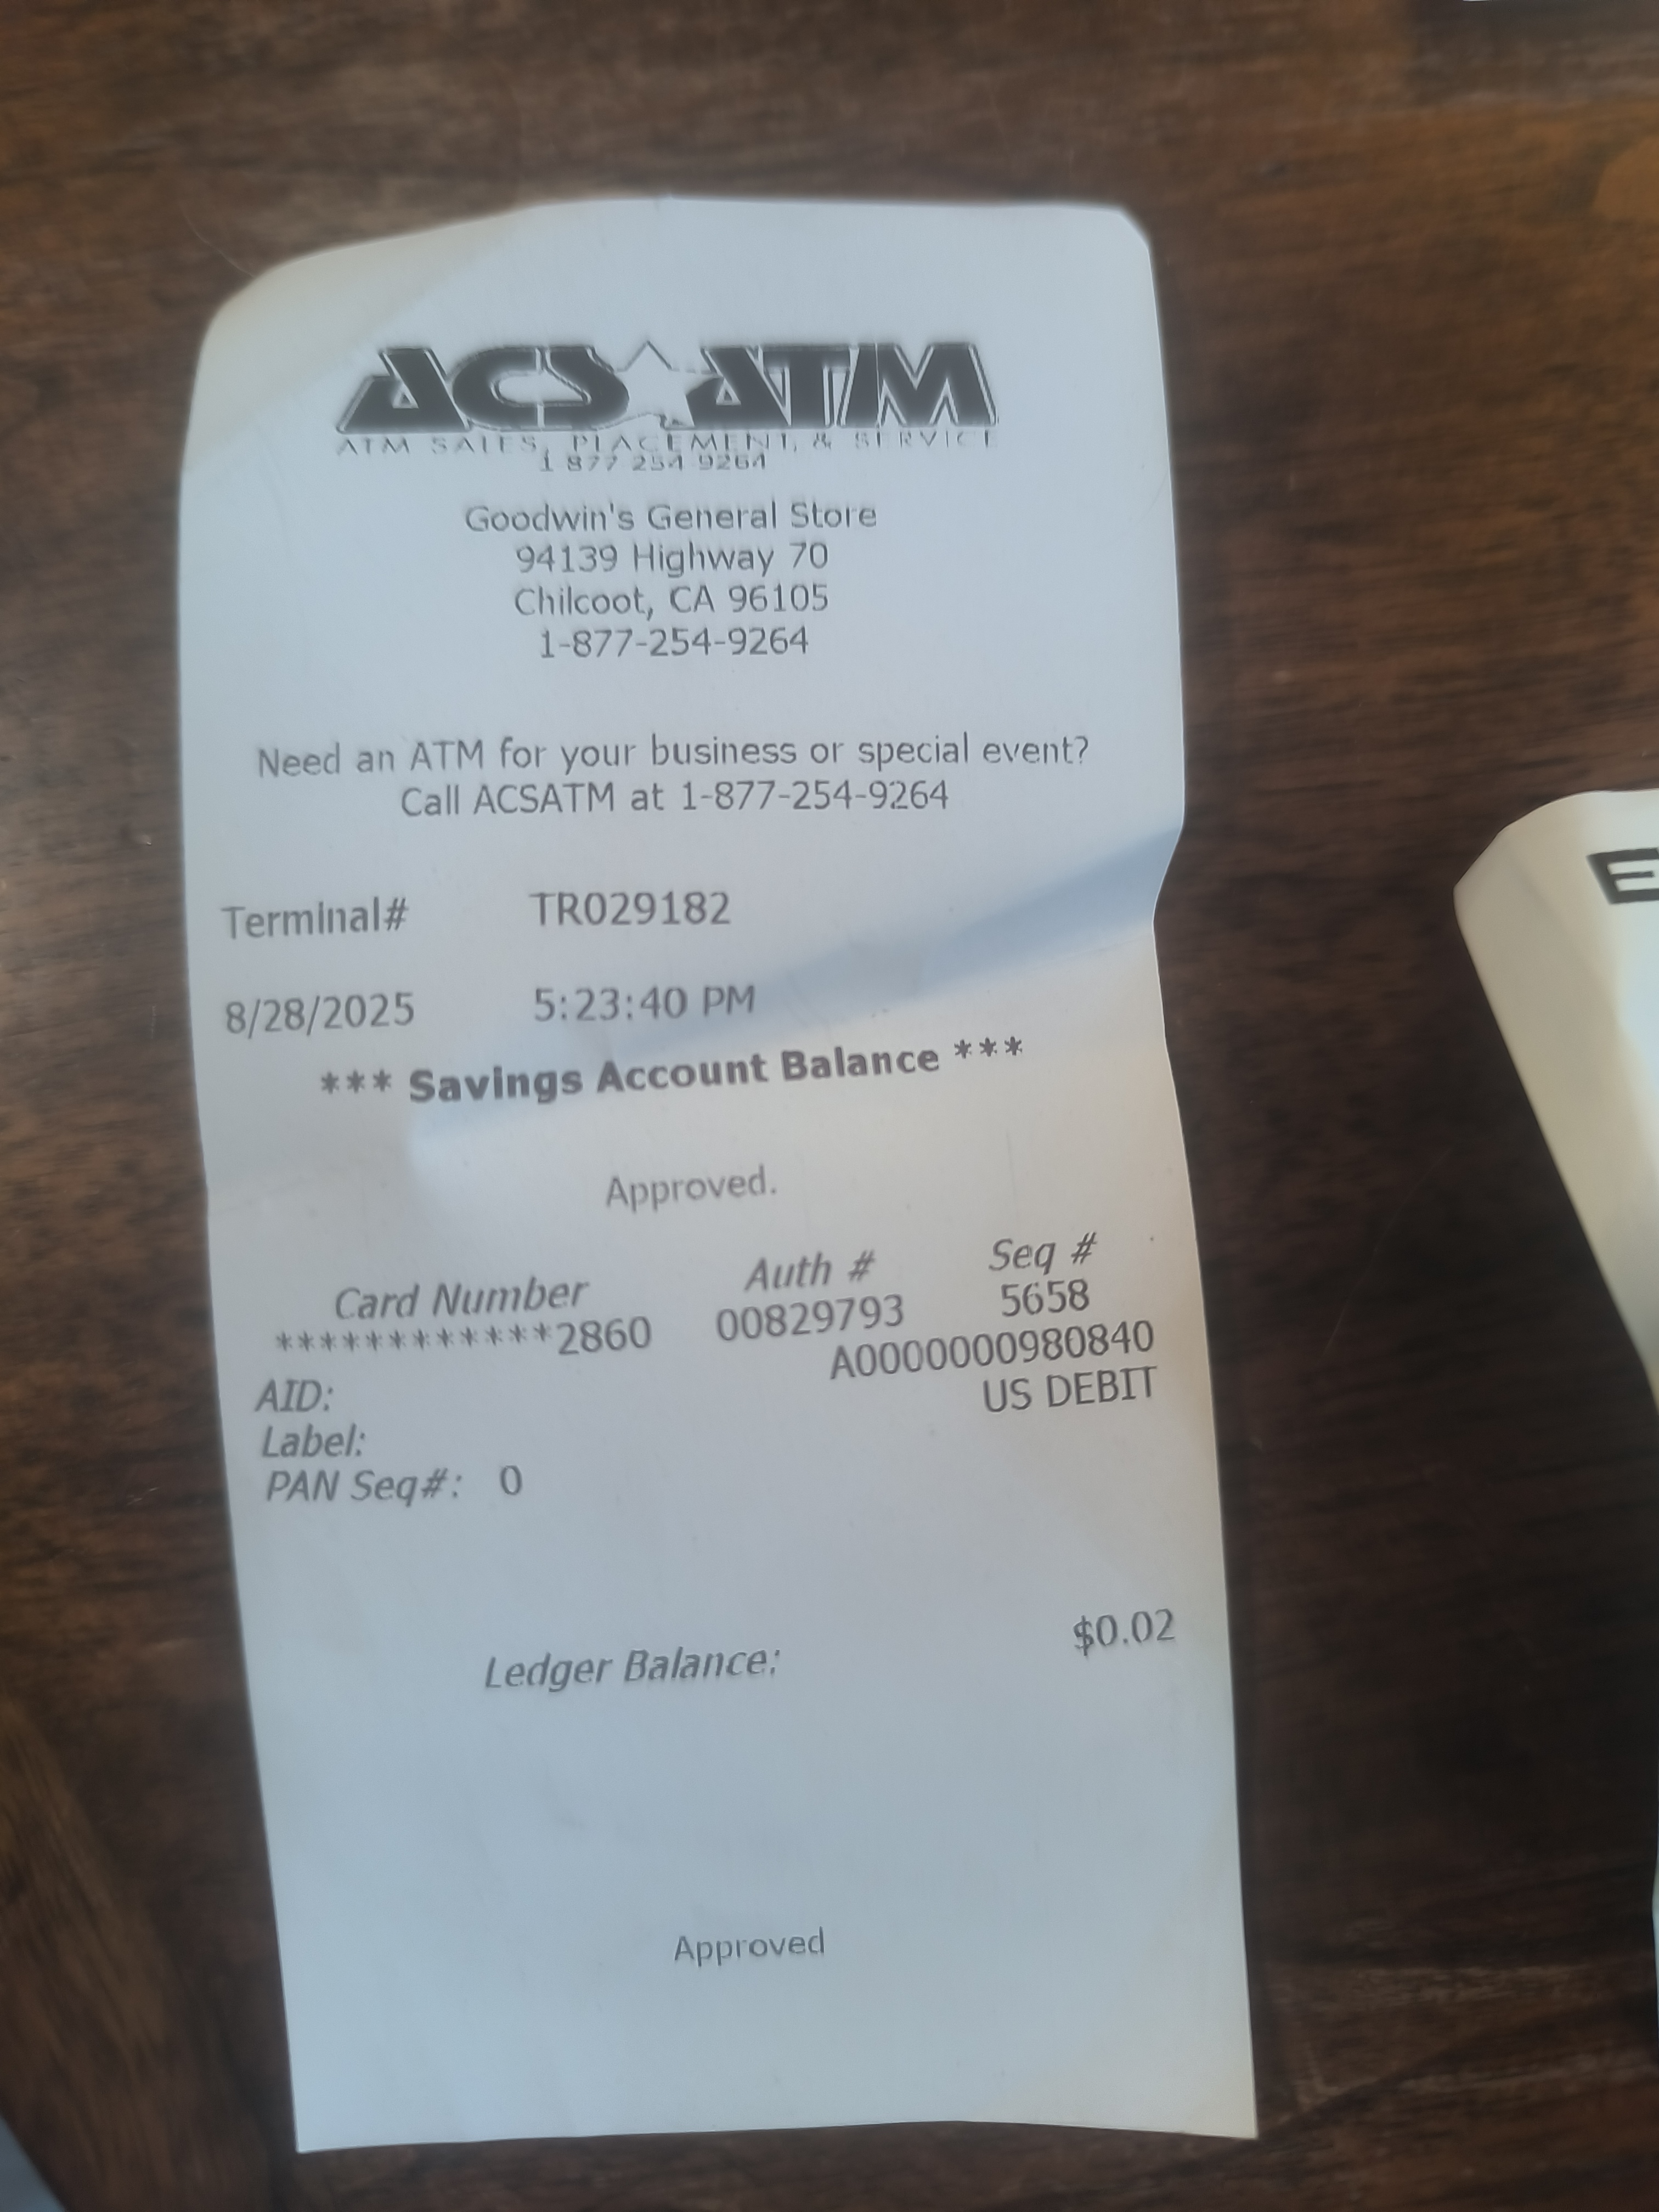 ACS ATM
ATM SALES, PLACEMENT, & SERVICE
1 877 254 9264
Goodwin's General Store
94139 Highway 70
Chilcoot, CA 96105
1-877-254-9264
Need an ATM for your business or special event?
Call ACSATM at 1-877-254-9264
Terminal# TR029182
8/28/2025 5:23:40 PM
*** Savings Account Balance ***
Approved.
Card Number Auth # Seq #
************2860 00829793 5658
AID: A0000000980840
Label: US DEBIT
PAN Seq#: 0
Ledger Balance: $0.02
Approved
E